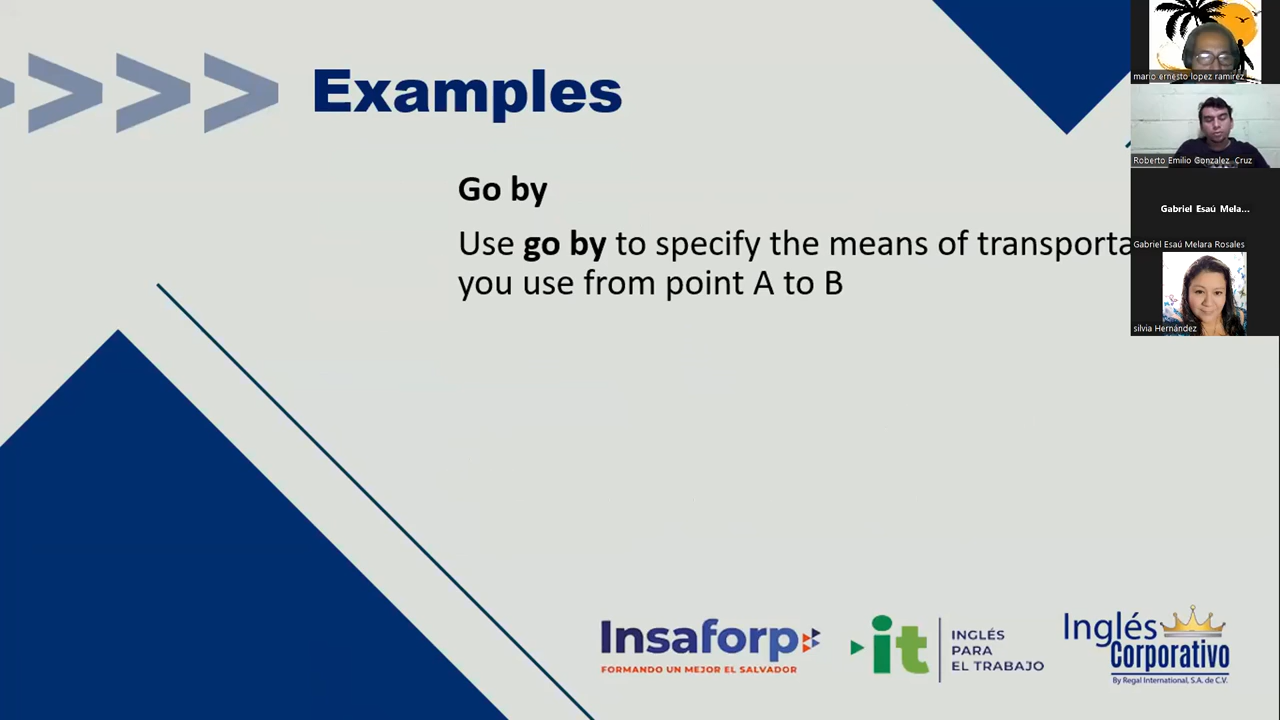 Examples
Go by
Use go by to specify the means of transporta
you use from point A to B
mario ernesto lopez ramirez
Roberto Emilio Gonzalez Cruz
Gabriel Esaú Mela...
Gabriel Esaú Melara Rosales
silvia Hernández
Insaforp
FORMANDO UN MEJOR EL SALVADOR
it
INGLÉS
PARA
EL TRABAJO
Inglés
Corporativo
By Regal International, S.A. de C.V.